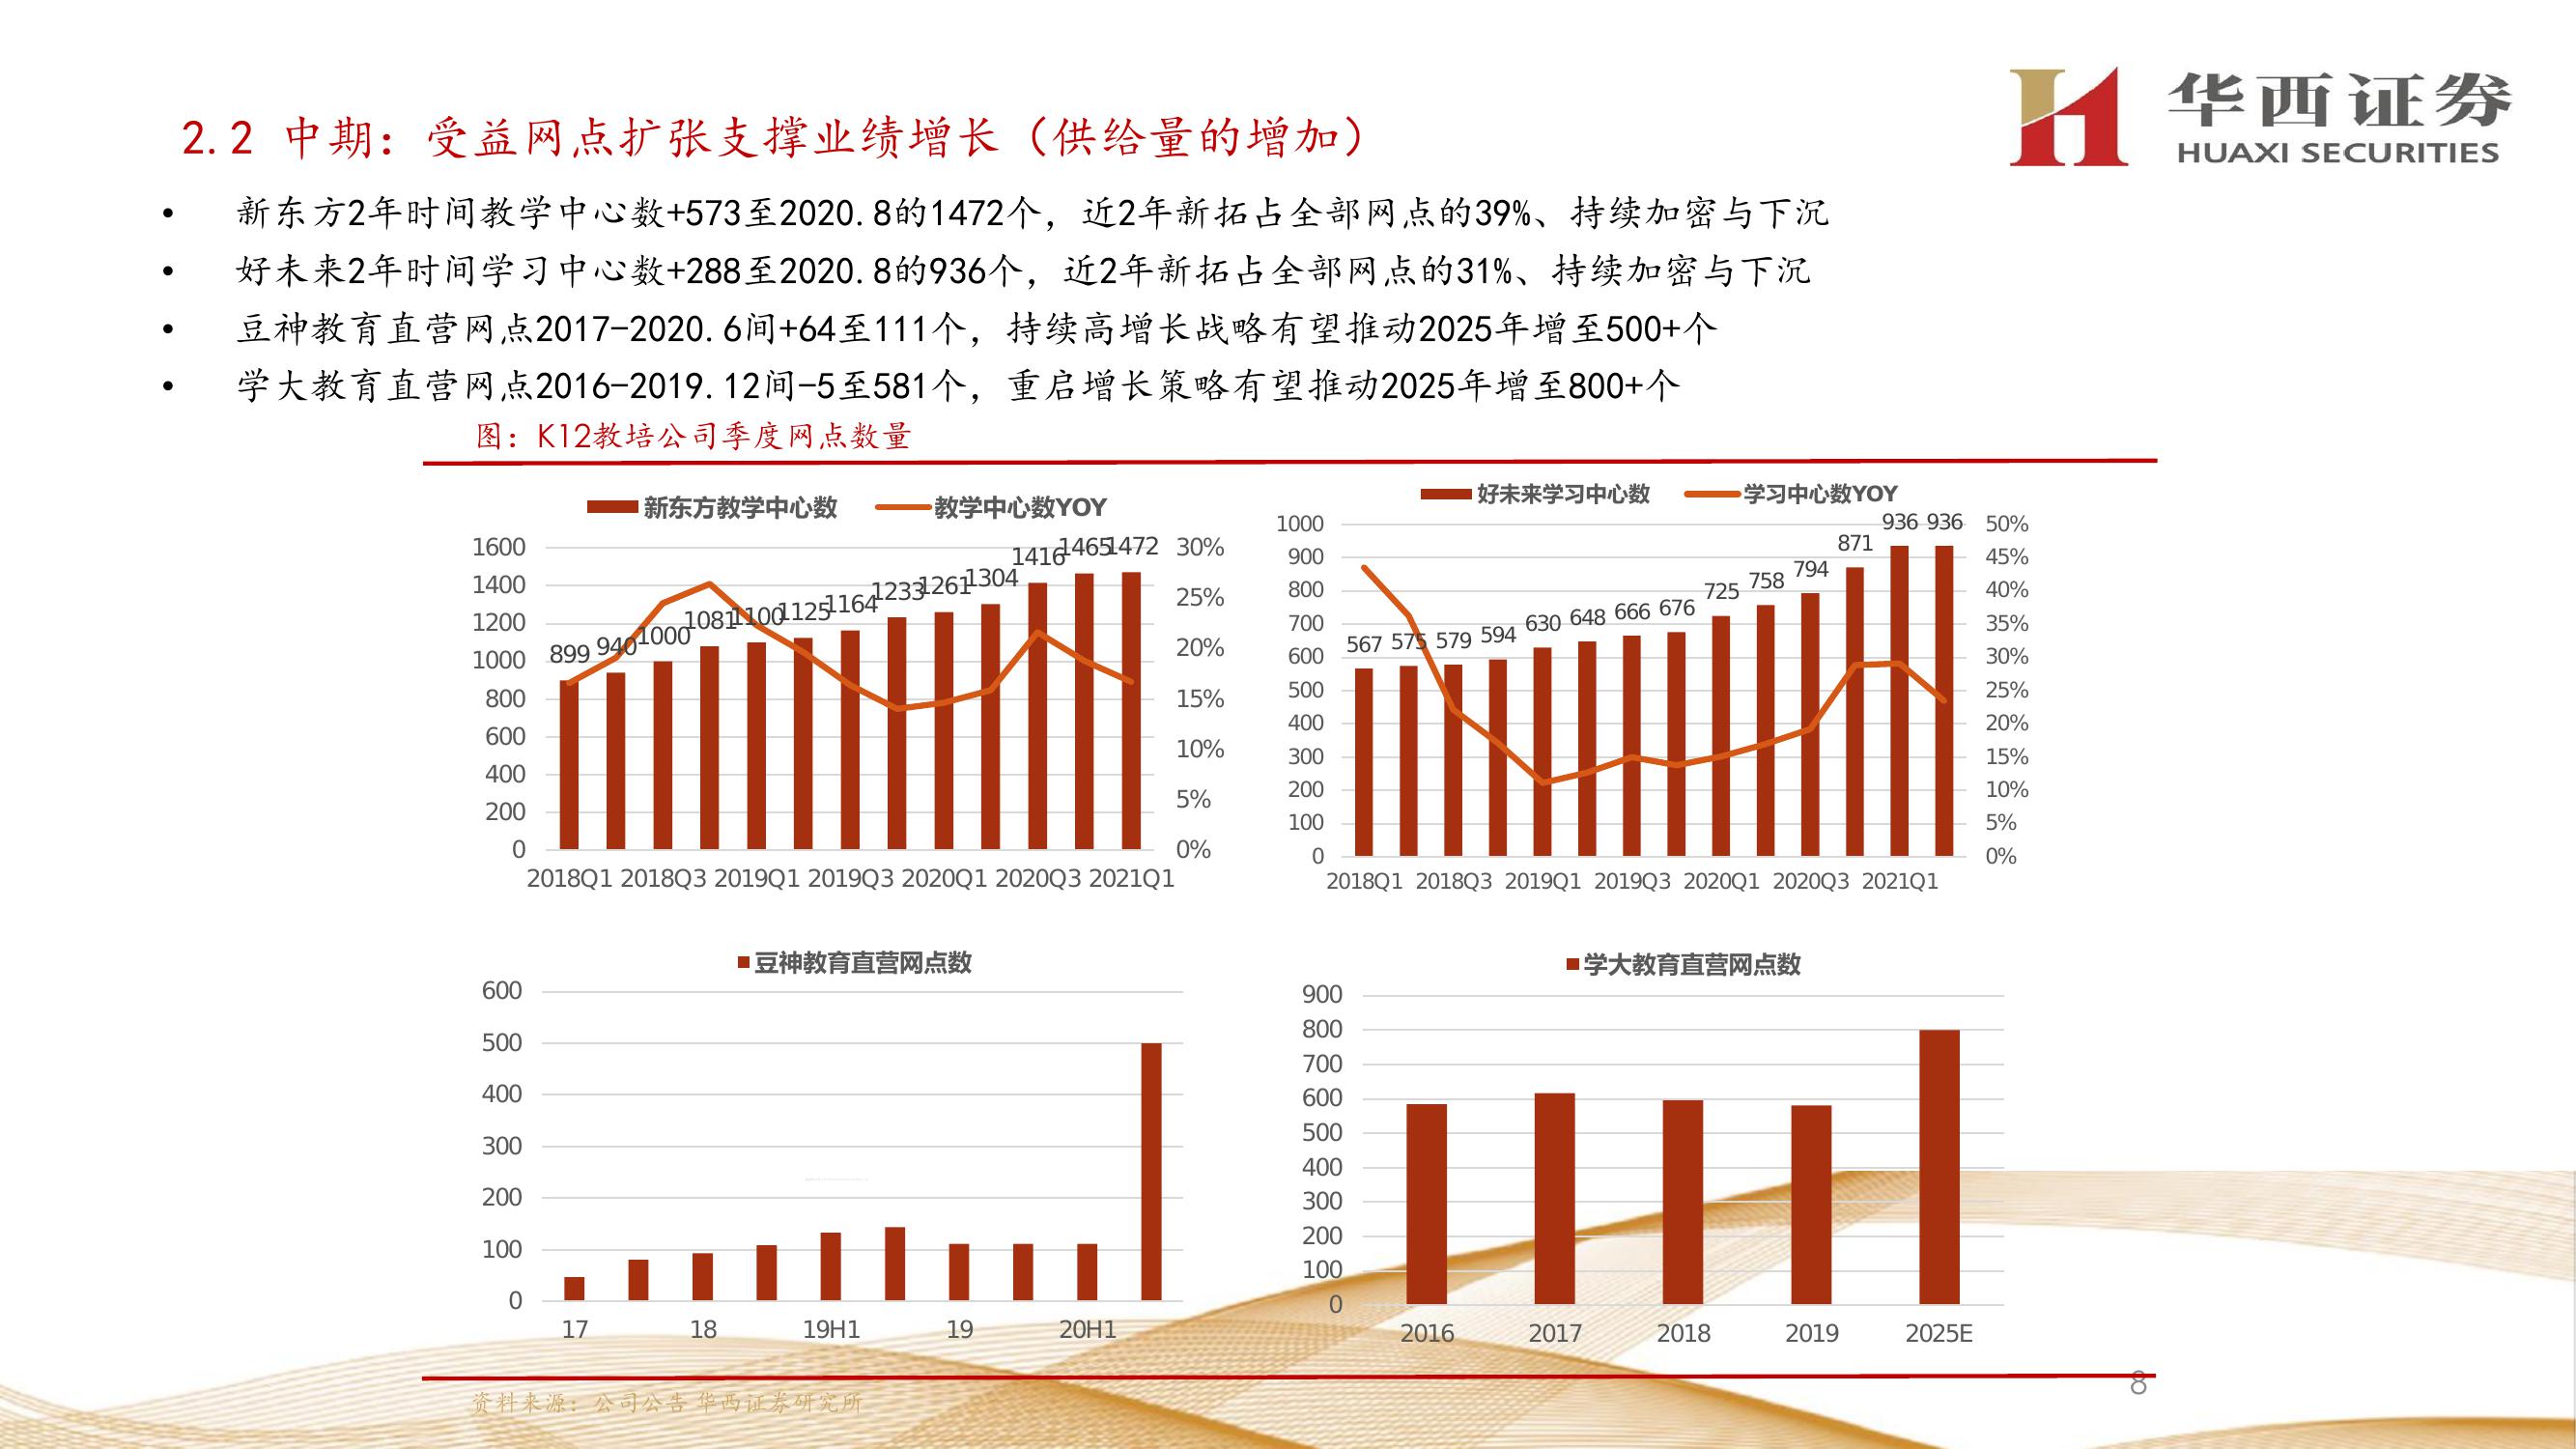 华西证券
HUAXI SECURITIES
2.2 中期：受益网点扩张支撑业绩增长（供给量的增加）
• 新东方2年时间教学中心数+573至2020.8的1472个，近2年新拓占全部网点的39%、持续加密与下沉
• 好未来2年时间学习中心数+288至2020.8的936个，近2年新拓占全部网点的31%、持续加密与下沉
• 豆神教育直营网点2017-2020.6间+64至111个，持续高增长战略有望推动2025年增至500+个
• 学大教育直营网点2016-2019.12间-5至581个，重启增长策略有望推动2025年增至800+个
图：K12教培公司季度网点数量
新东方教学中心数 教学中心数YOY
1600
1400
1200
1000
800
600
400
200
0
899 940 1000 1081 1100 1125 1164 1233 1261 1304 1416 1465 1472
30%
25%
20%
15%
10%
5%
0%
2018Q1 2018Q3 2019Q1 2019Q3 2020Q1 2020Q3 2021Q1
好未来学习中心数 学习中心数YOY
1000
900
800
700
600
500
400
300
200
100
0
567 575 579 594 630 648 666 676 725 758 794 871 936 936
50%
45%
40%
35%
30%
25%
20%
15%
10%
5%
0%
2018Q1 2018Q3 2019Q1 2019Q3 2020Q1 2020Q3 2021Q1
豆神教育直营网点数
600
500
400
300
200
100
0
17 18 19H1 19 20H1
学大教育直营网点数
900
800
700
600
500
400
300
200
100
0
2016 2017 2018 2019 2025E
资料来源：公司公告 华西证券研究所
8